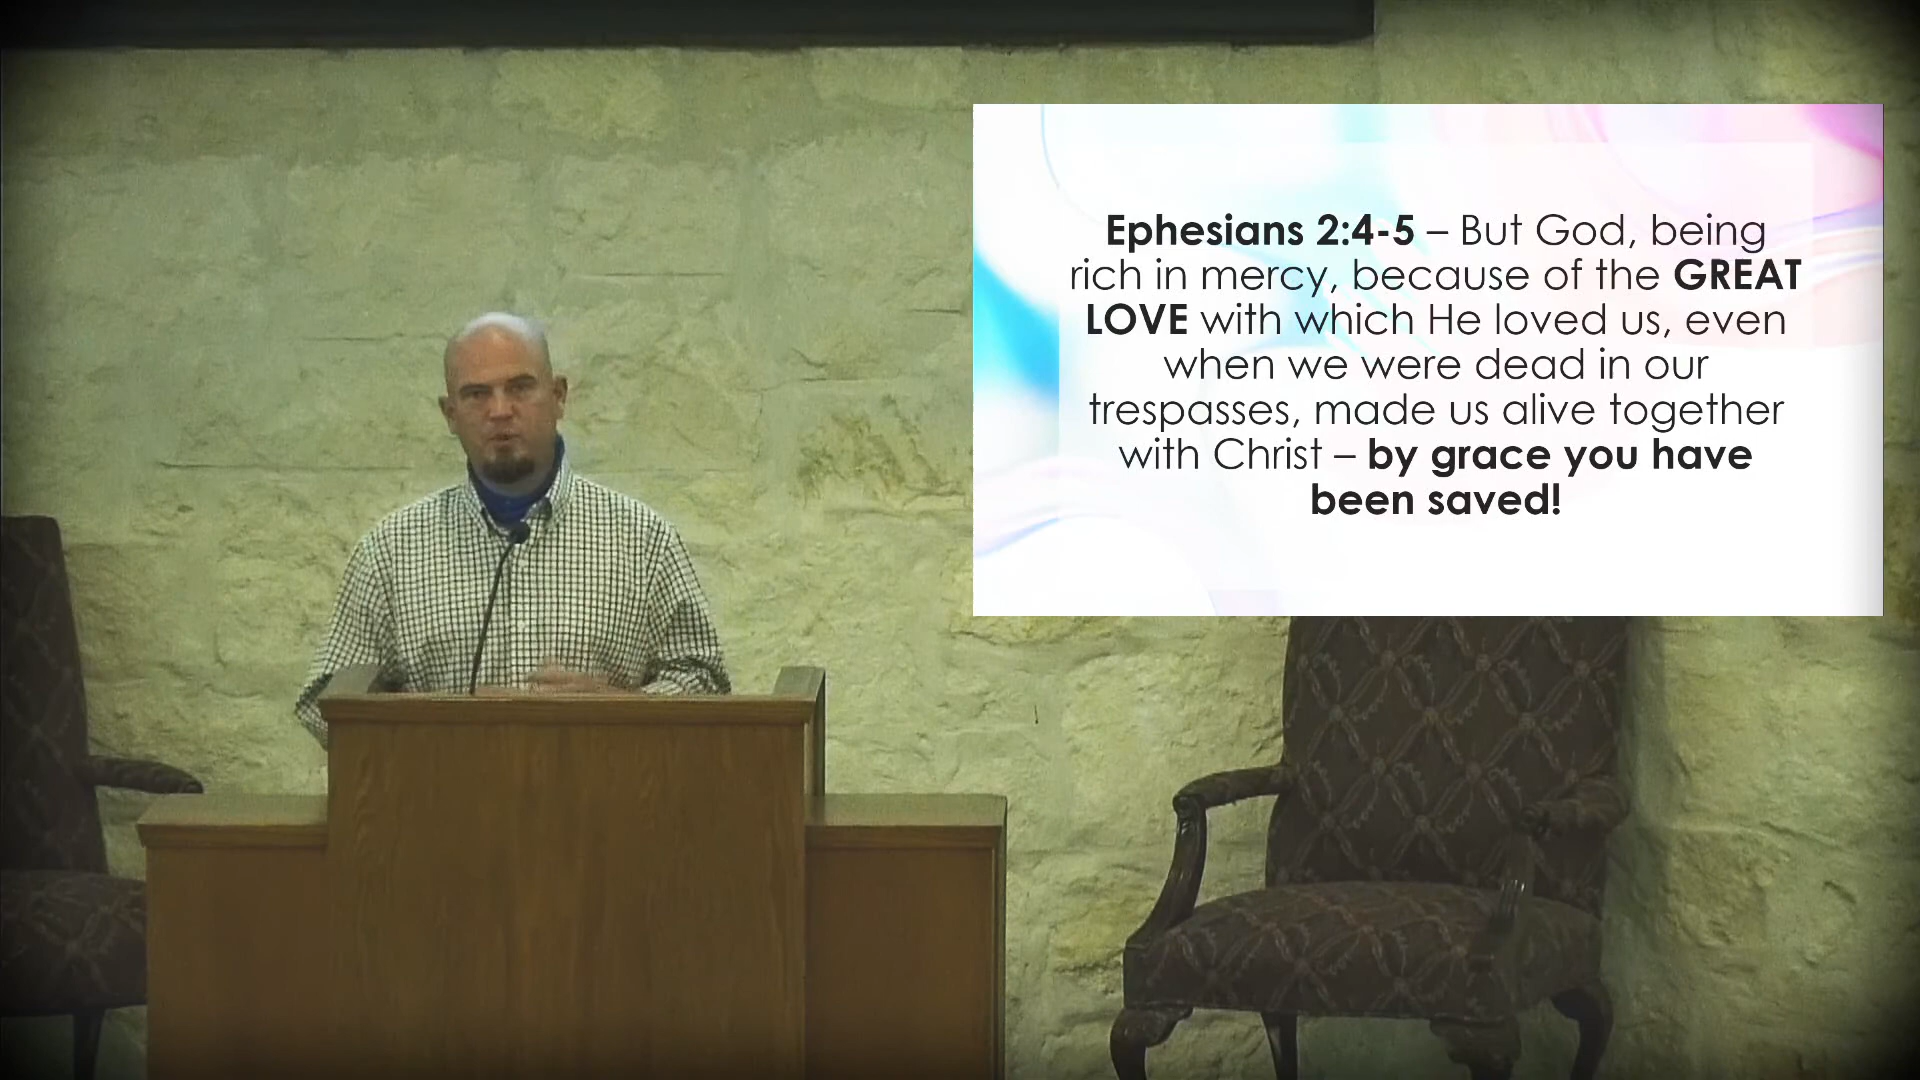 Ephesians 2:4-5 – But God, being
rich in mercy, because of the GREAT
LOVE with which He loved us, even
when we were dead in our
trespasses, made us alive together
with Christ – by grace you have
been saved!